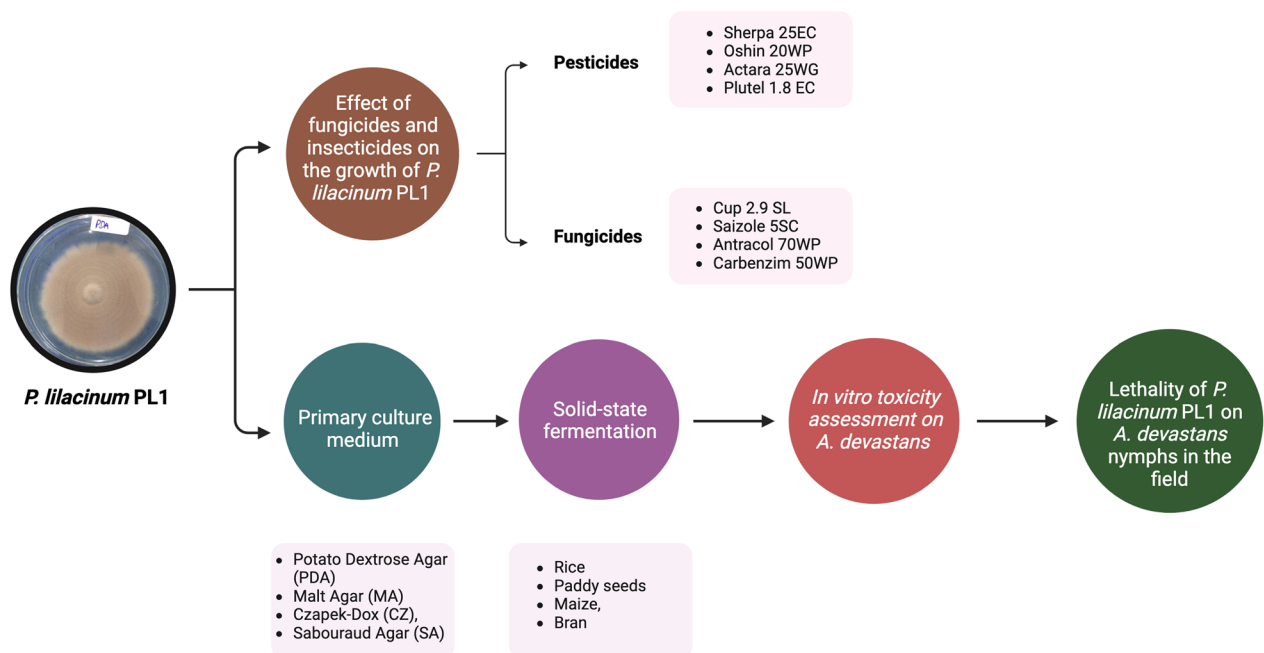 PDA
P. lilacinum PL1
Effect of
fungicides and
insecticides on
the growth of P.
lilacinum PL1
Pesticides
• Sherpa 25EC
• Oshin 20WP
• Actara 25WG
• Plutel 1.8 EC
Fungicides
• Cup 2.9 SL
• Saizole 5SC
• Antracol 70WP
• Carbenzim 50WP
Primary culture
medium
• Potato Dextrose Agar
(PDA)
• Malt Agar (MA)
• Czapek-Dox (CZ),
• Sabouraud Agar (SA)
Solid-state
fermentation
• Rice
• Paddy seeds
• Maize,
• Bran
In vitro toxicity
assessment on
A. devastans
Lethality of P.
lilacinum PL1 on
A. devastans
nymphs in the
field